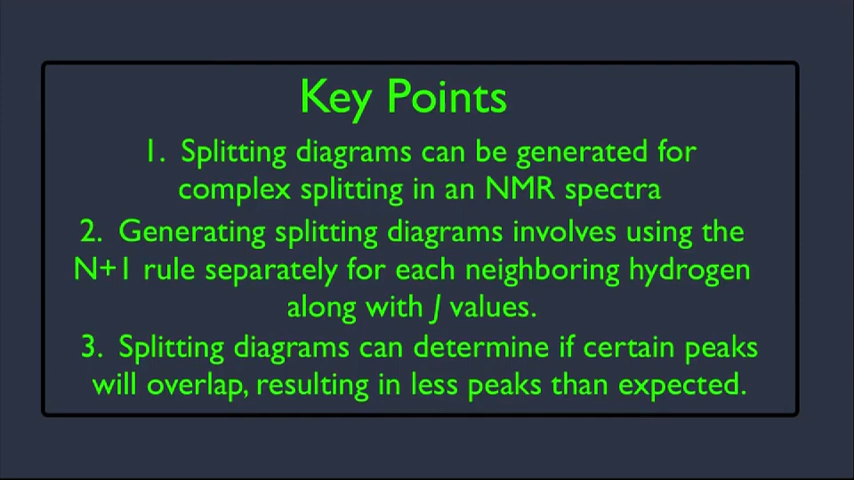 Key Points
1. Splitting diagrams can be generated for
complex splitting in an NMR spectra
2. Generating splitting diagrams involves using the
N+1 rule separately for each neighboring hydrogen
along with J values.
3. Splitting diagrams can determine if certain peaks
will overlap, resulting in less peaks than expected.